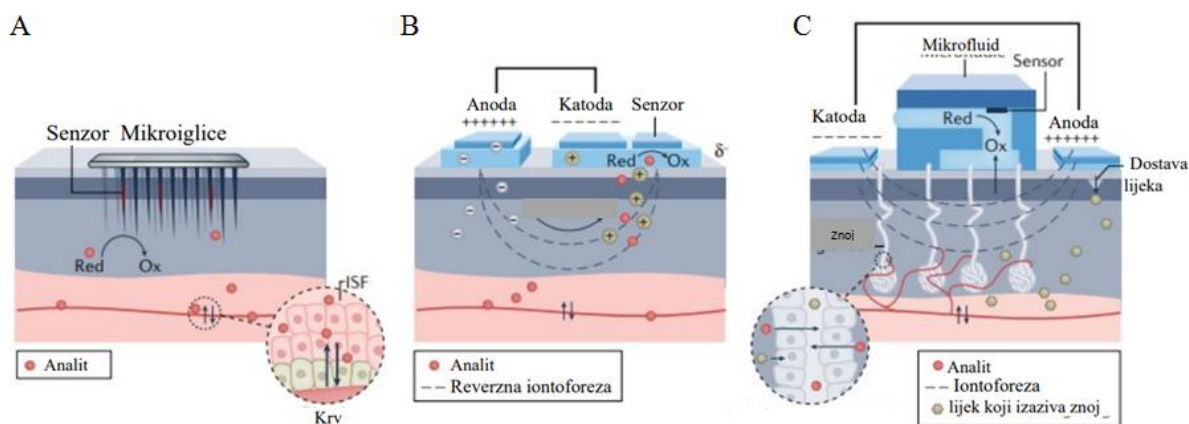 A
Senzor Mikroiglice
Red
Ox
ISF
Analit
Krv
B
Anoda
++++++
Katoda
– – – – – –
Senzor
Red
Ox
δ-
Analit
Reverzna iontoforeza
C
Mikrofluid
Sensor
Katoda
– – – – – – –
Red
Ox
Anoda
++++++
Dostava
lijeka
Znoj
Analit
Iontoforeza
lijek koji izaziva znoj